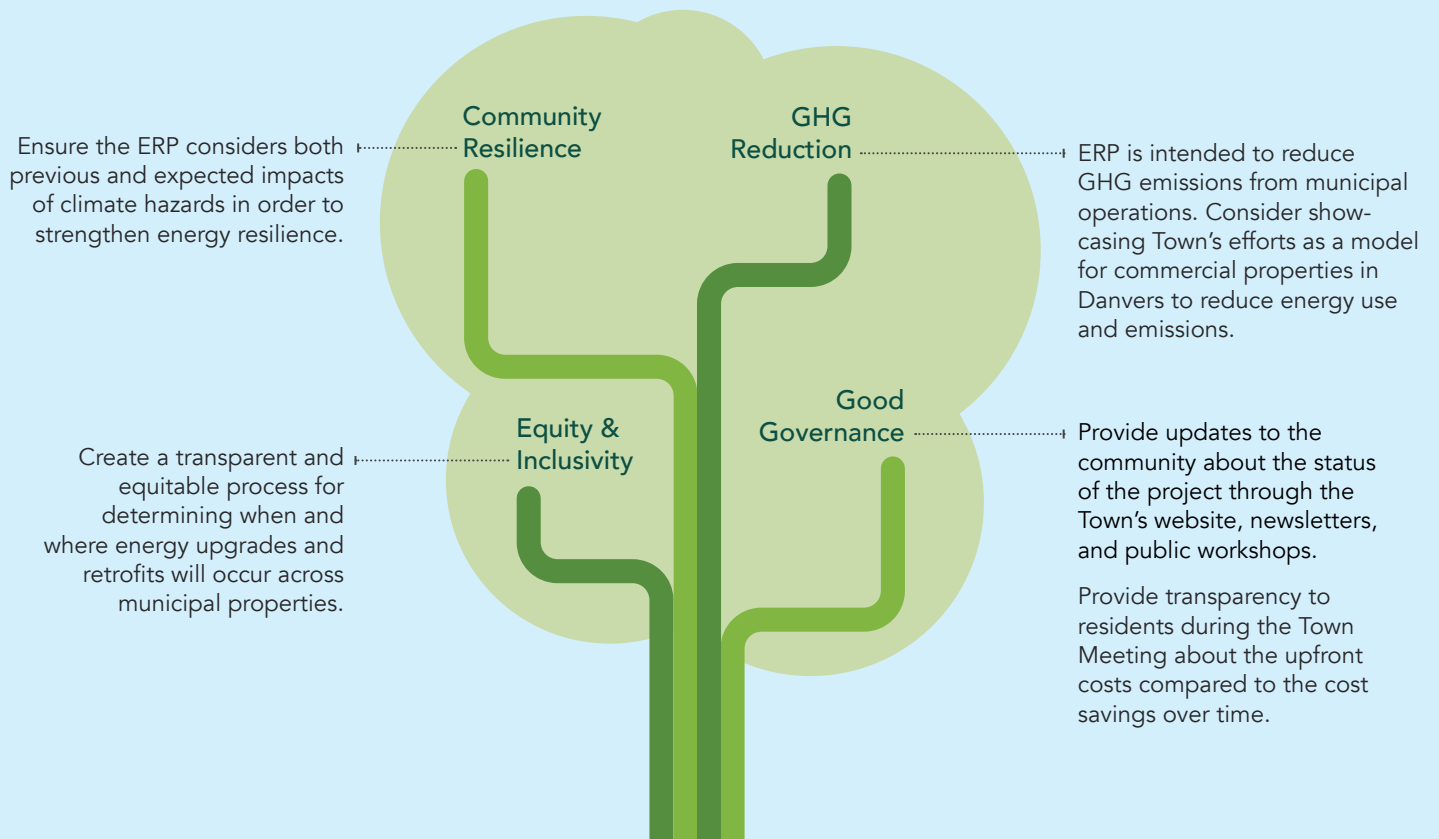 Community
Resilience
Ensure the ERP considers both
previous and expected impacts
of climate hazards in order to
strengthen energy resilience.
GHG
Reduction
ERP is intended to reduce
GHG emissions from municipal
operations. Consider show-
casing Town’s efforts as a model
for commercial properties in
Danvers to reduce energy use
and emissions.
Equity &
Inclusivity
Create a transparent and
equitable process for
determining when and
where energy upgrades and
retrofits will occur across
municipal properties.
Good
Governance
Provide updates to the
community about the status
of the project through the
Town’s website, newsletters,
and public workshops.
Provide transparency to
residents during the Town
Meeting about the upfront
costs compared to the cost
savings over time.